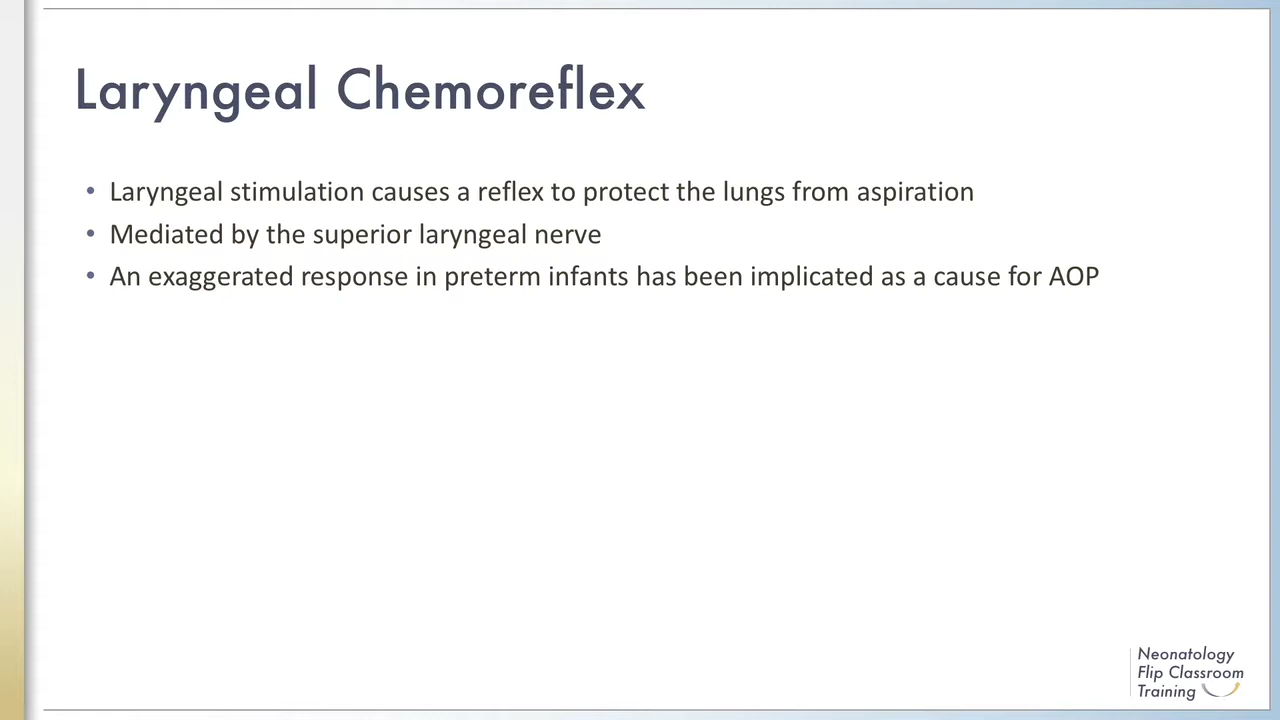 Laryngeal Chemoreflex
• Laryngeal stimulation causes a reflex to protect the lungs from aspiration
• Mediated by the superior laryngeal nerve
• An exaggerated response in preterm infants has been implicated as a cause for AOP
Neonatology
Flip Classroom
Training